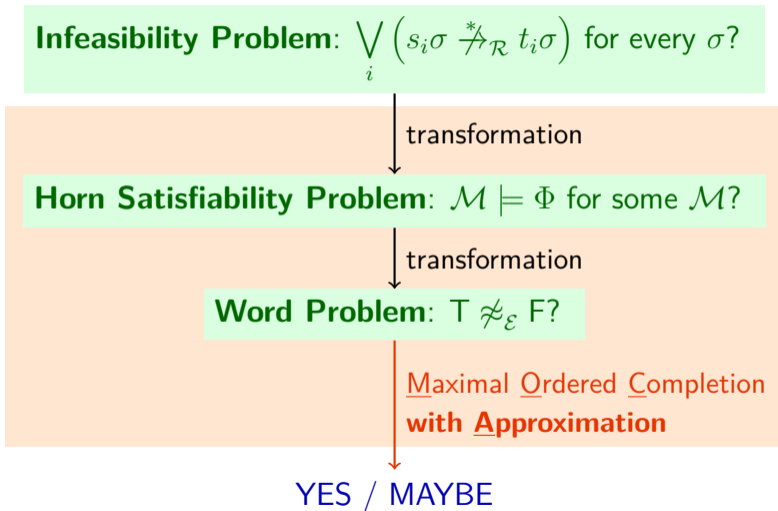 Infeasibility Problem: ⋁ᵢ (sᵢσ *↛_ℛ tᵢσ) for every σ?
transformation
Horn Satisfiability Problem: ℳ ⊨ Φ for some ℳ?
transformation
Word Problem: T ≉_ℰ F?
Maximal Ordered Completion
with Approximation
YES / MAYBE